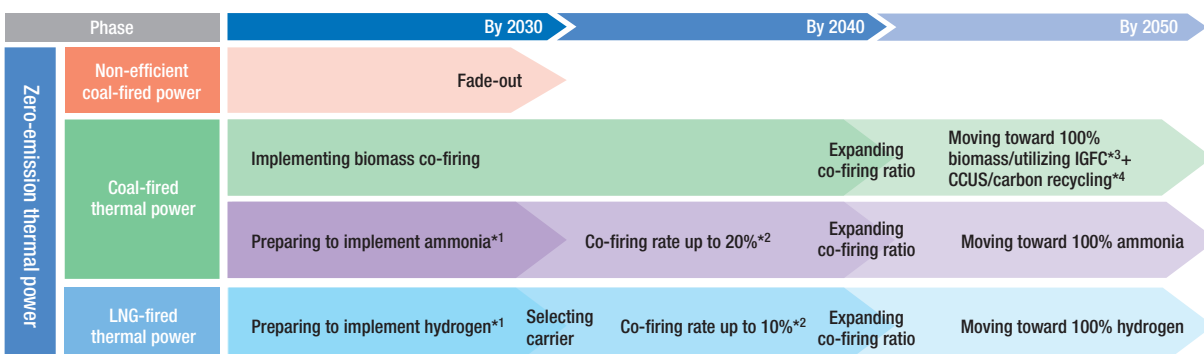 Phase
By 2030
By 2040
By 2050
Zero-emission thermal power
Non-efficient
coal-fired power
Fade-out
Coal-fired
thermal power
Implementing biomass co-firing
Expanding
co-firing ratio
Moving toward 100%
biomass/utilizing IGFC*3+
CCUS/carbon recycling*4
Preparing to implement ammonia*1
Co-firing rate up to 20%*2
Expanding
co-firing ratio
Moving toward 100% ammonia
LNG-fired
thermal power
Preparing to implement hydrogen*1
Selecting
carrier
Co-firing rate up to 10%*2
Expanding
co-firing ratio
Moving toward 100% hydrogen